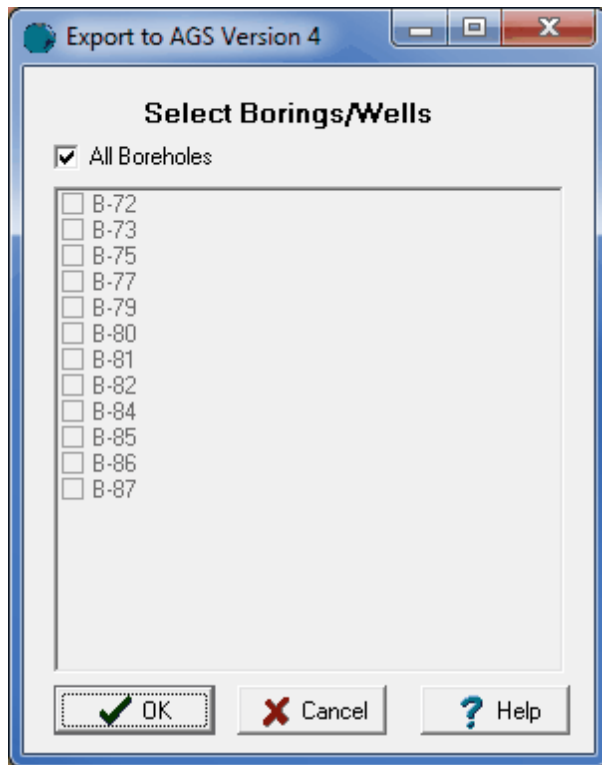 Export to AGS Version 4
Select Borings/Wells
All Boreholes
B-72
B-73
B-75
B-77
B-79
B-80
B-81
B-82
B-84
B-85
B-86
B-87
OK Cancel Help